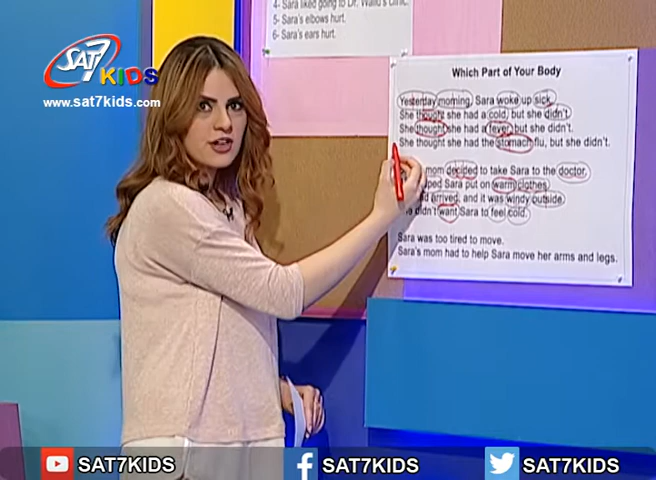 4- Sara liked going to Dr. Walid's clinic.
5- Sara's elbows hurt.
6- Sara's ears hurt.
SAT7
KIDS
www.sat7kids.com
Which Part of Your Body
Yesterday morning, Sara woke up sick.
She thought she had a cold, but she didn't.
She thought she had a fever, but she didn't.
She thought she had the stomach flu, but she didn't.
mom decided to take Sara to the doctor.
Sara put on warm clothes.
arrived, and it was windy outside.
didn't want Sara to feel cold.
Sara was too tired to move.
Sara's mom had to help Sara move her arms and legs.
SAT7KIDS
SAT7KIDS
SAT7KIDS